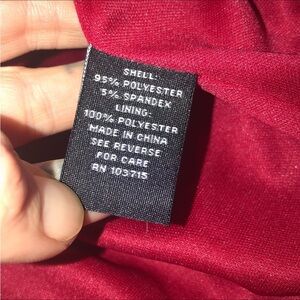 SHELL:
95% POLYESTER
5% SPANDEX
LINING:
100% POLYESTER
MADE IN CHINA
SEE REVERSE
FOR CARE
RN 103715